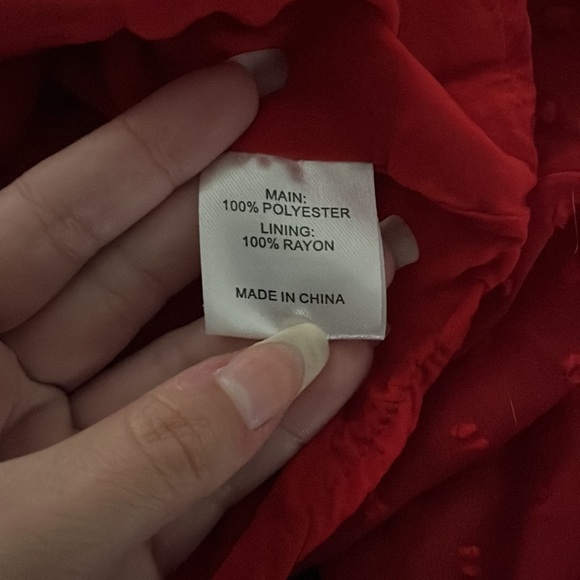 MAIN:
100% POLYESTER
LINING:
100% RAYON
MADE IN CHINA